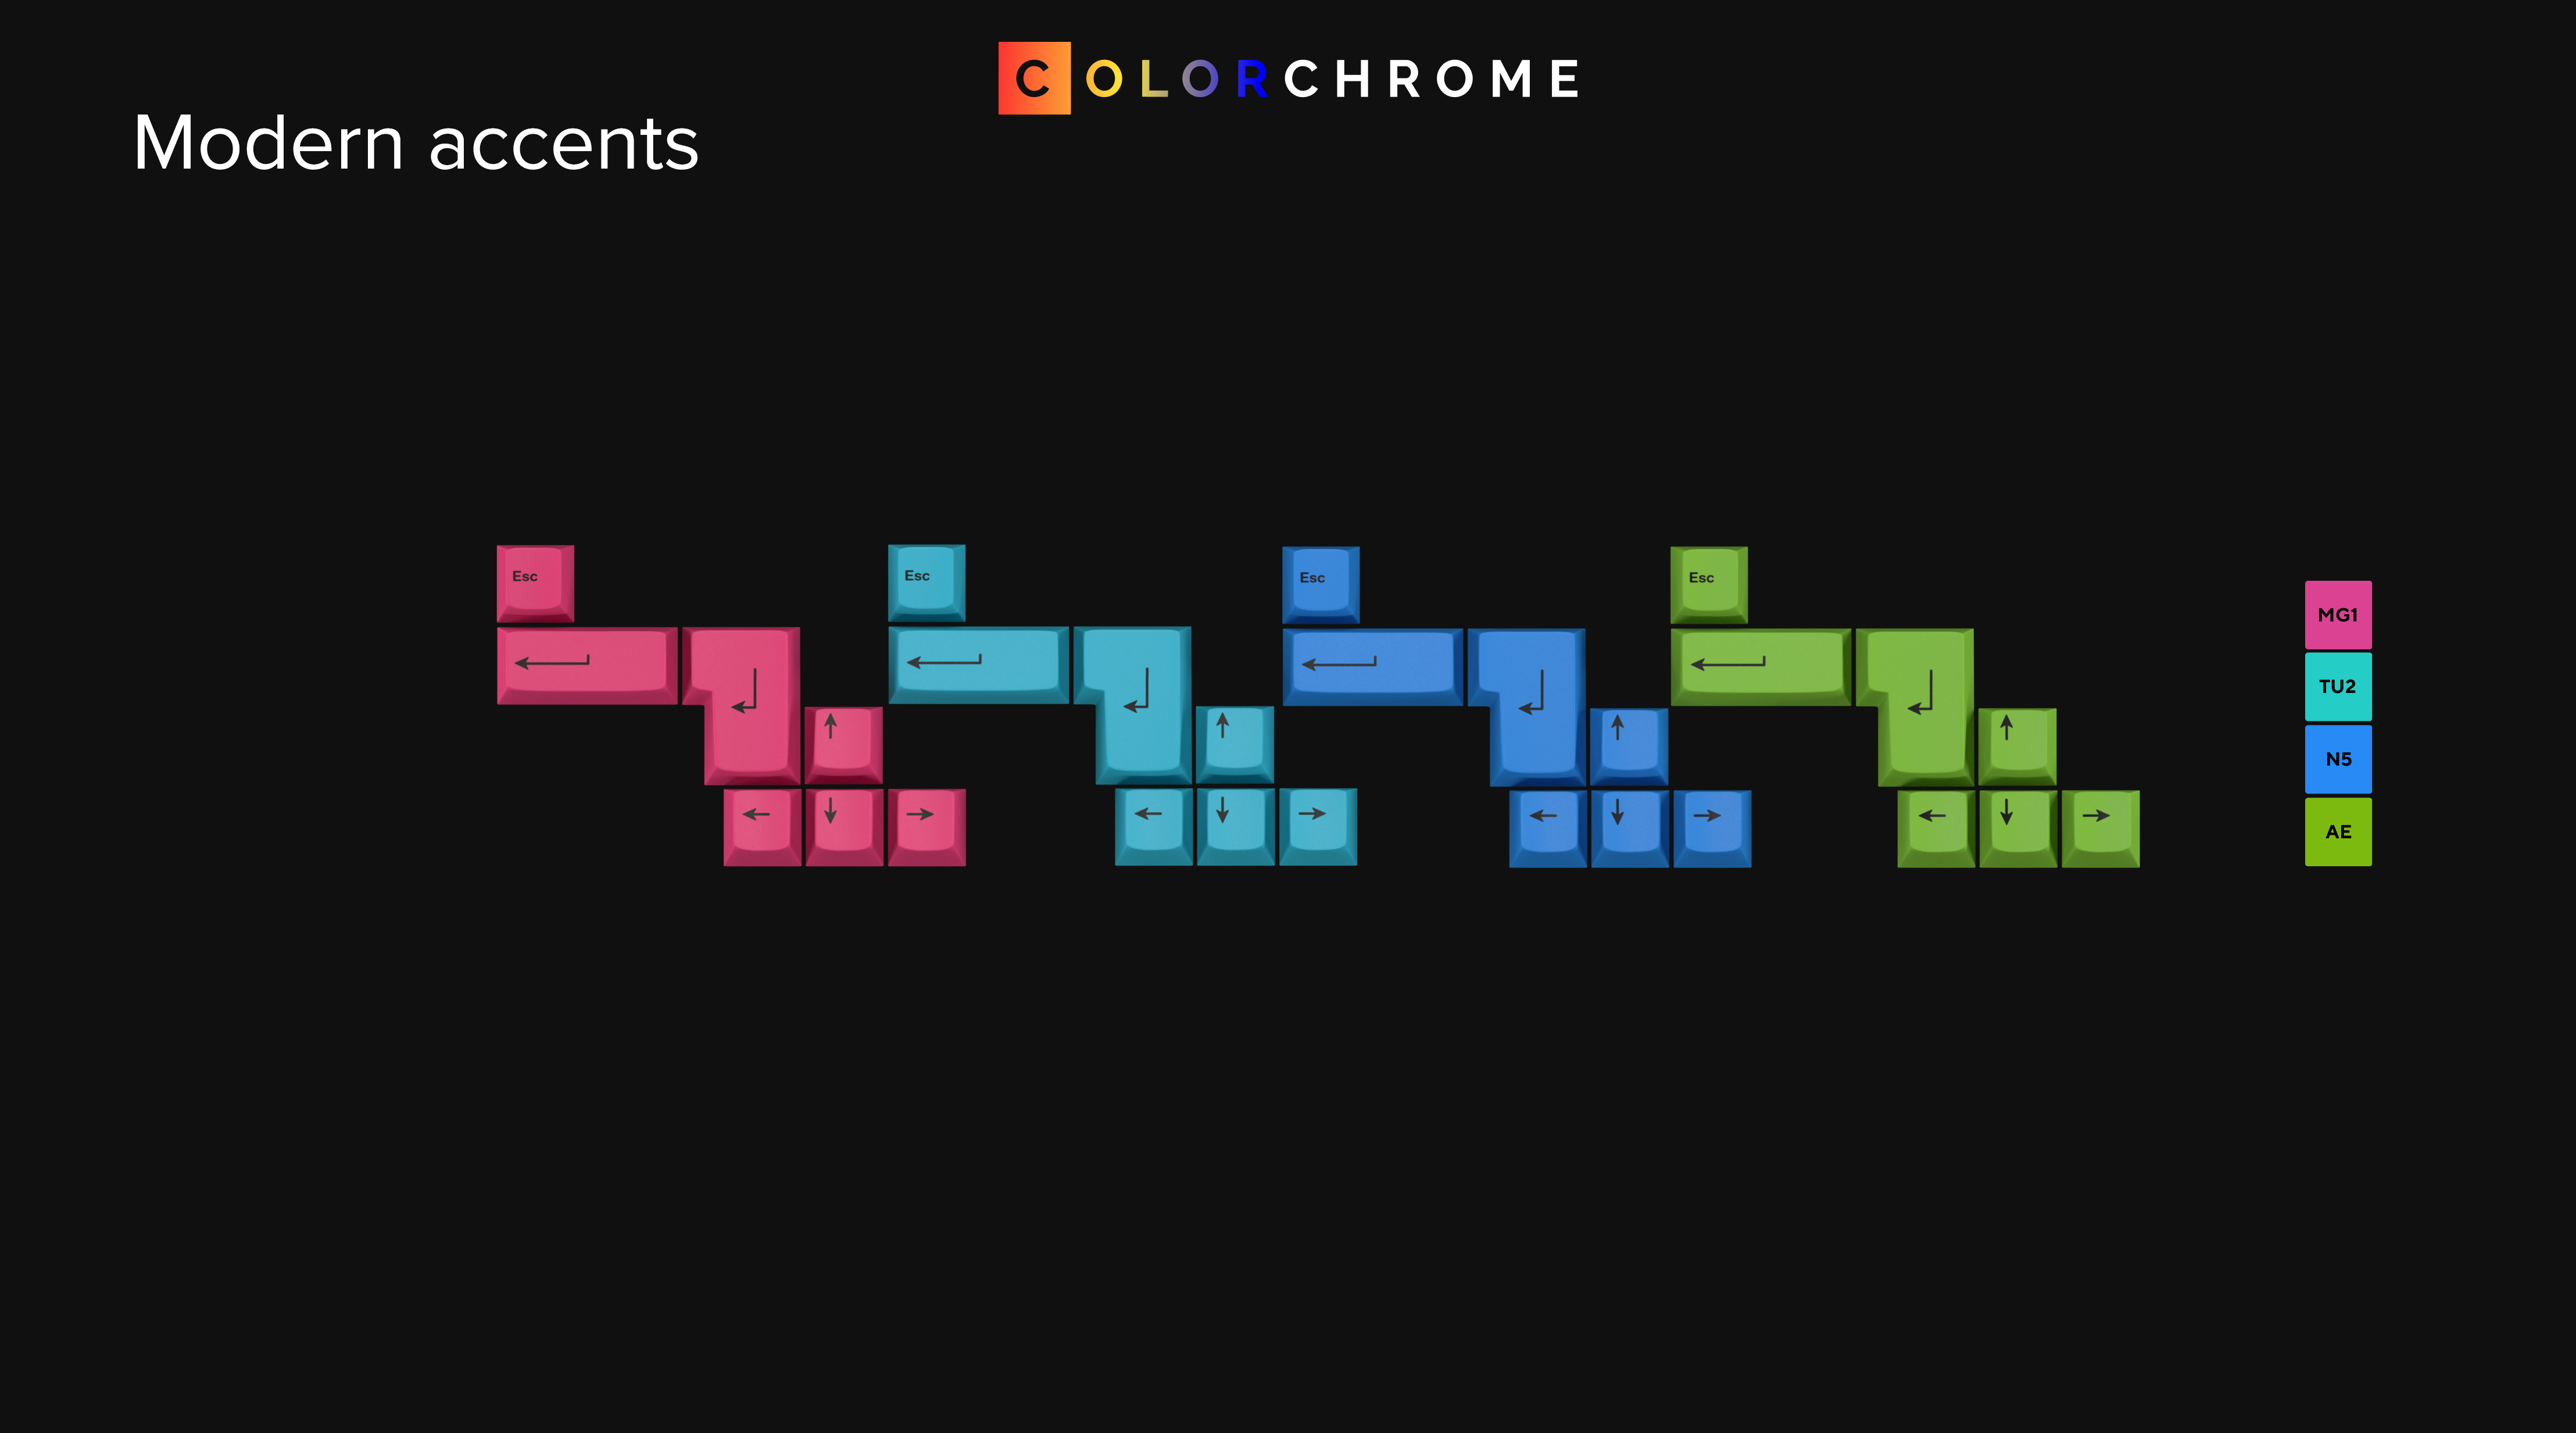 COLORCHROME
Modern accents
Esc
Esc
Esc
Esc
← ↵ ↑
← ↵ ↑
← ↵ ↑
← ↵ ↑
← ↓ →
← ↓ →
← ↓ →
← ↓ →
MG1
TU2
N5
AE